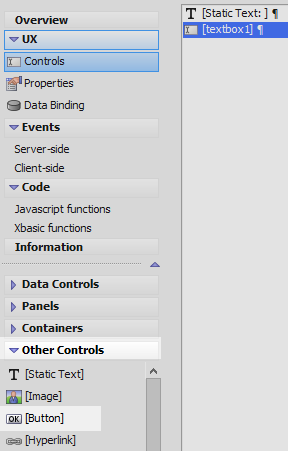 Overview
UX
Controls
Properties
Data Binding
Events
Server-side
Client-side
Code
Javascript functions
Xbasic functions
Information
Data Controls
Panels
Containers
Other Controls
T [Static Text]
[Image]
OK [Button]
[Hyperlink]
T [Static Text: ] ¶
[textbox1] ¶